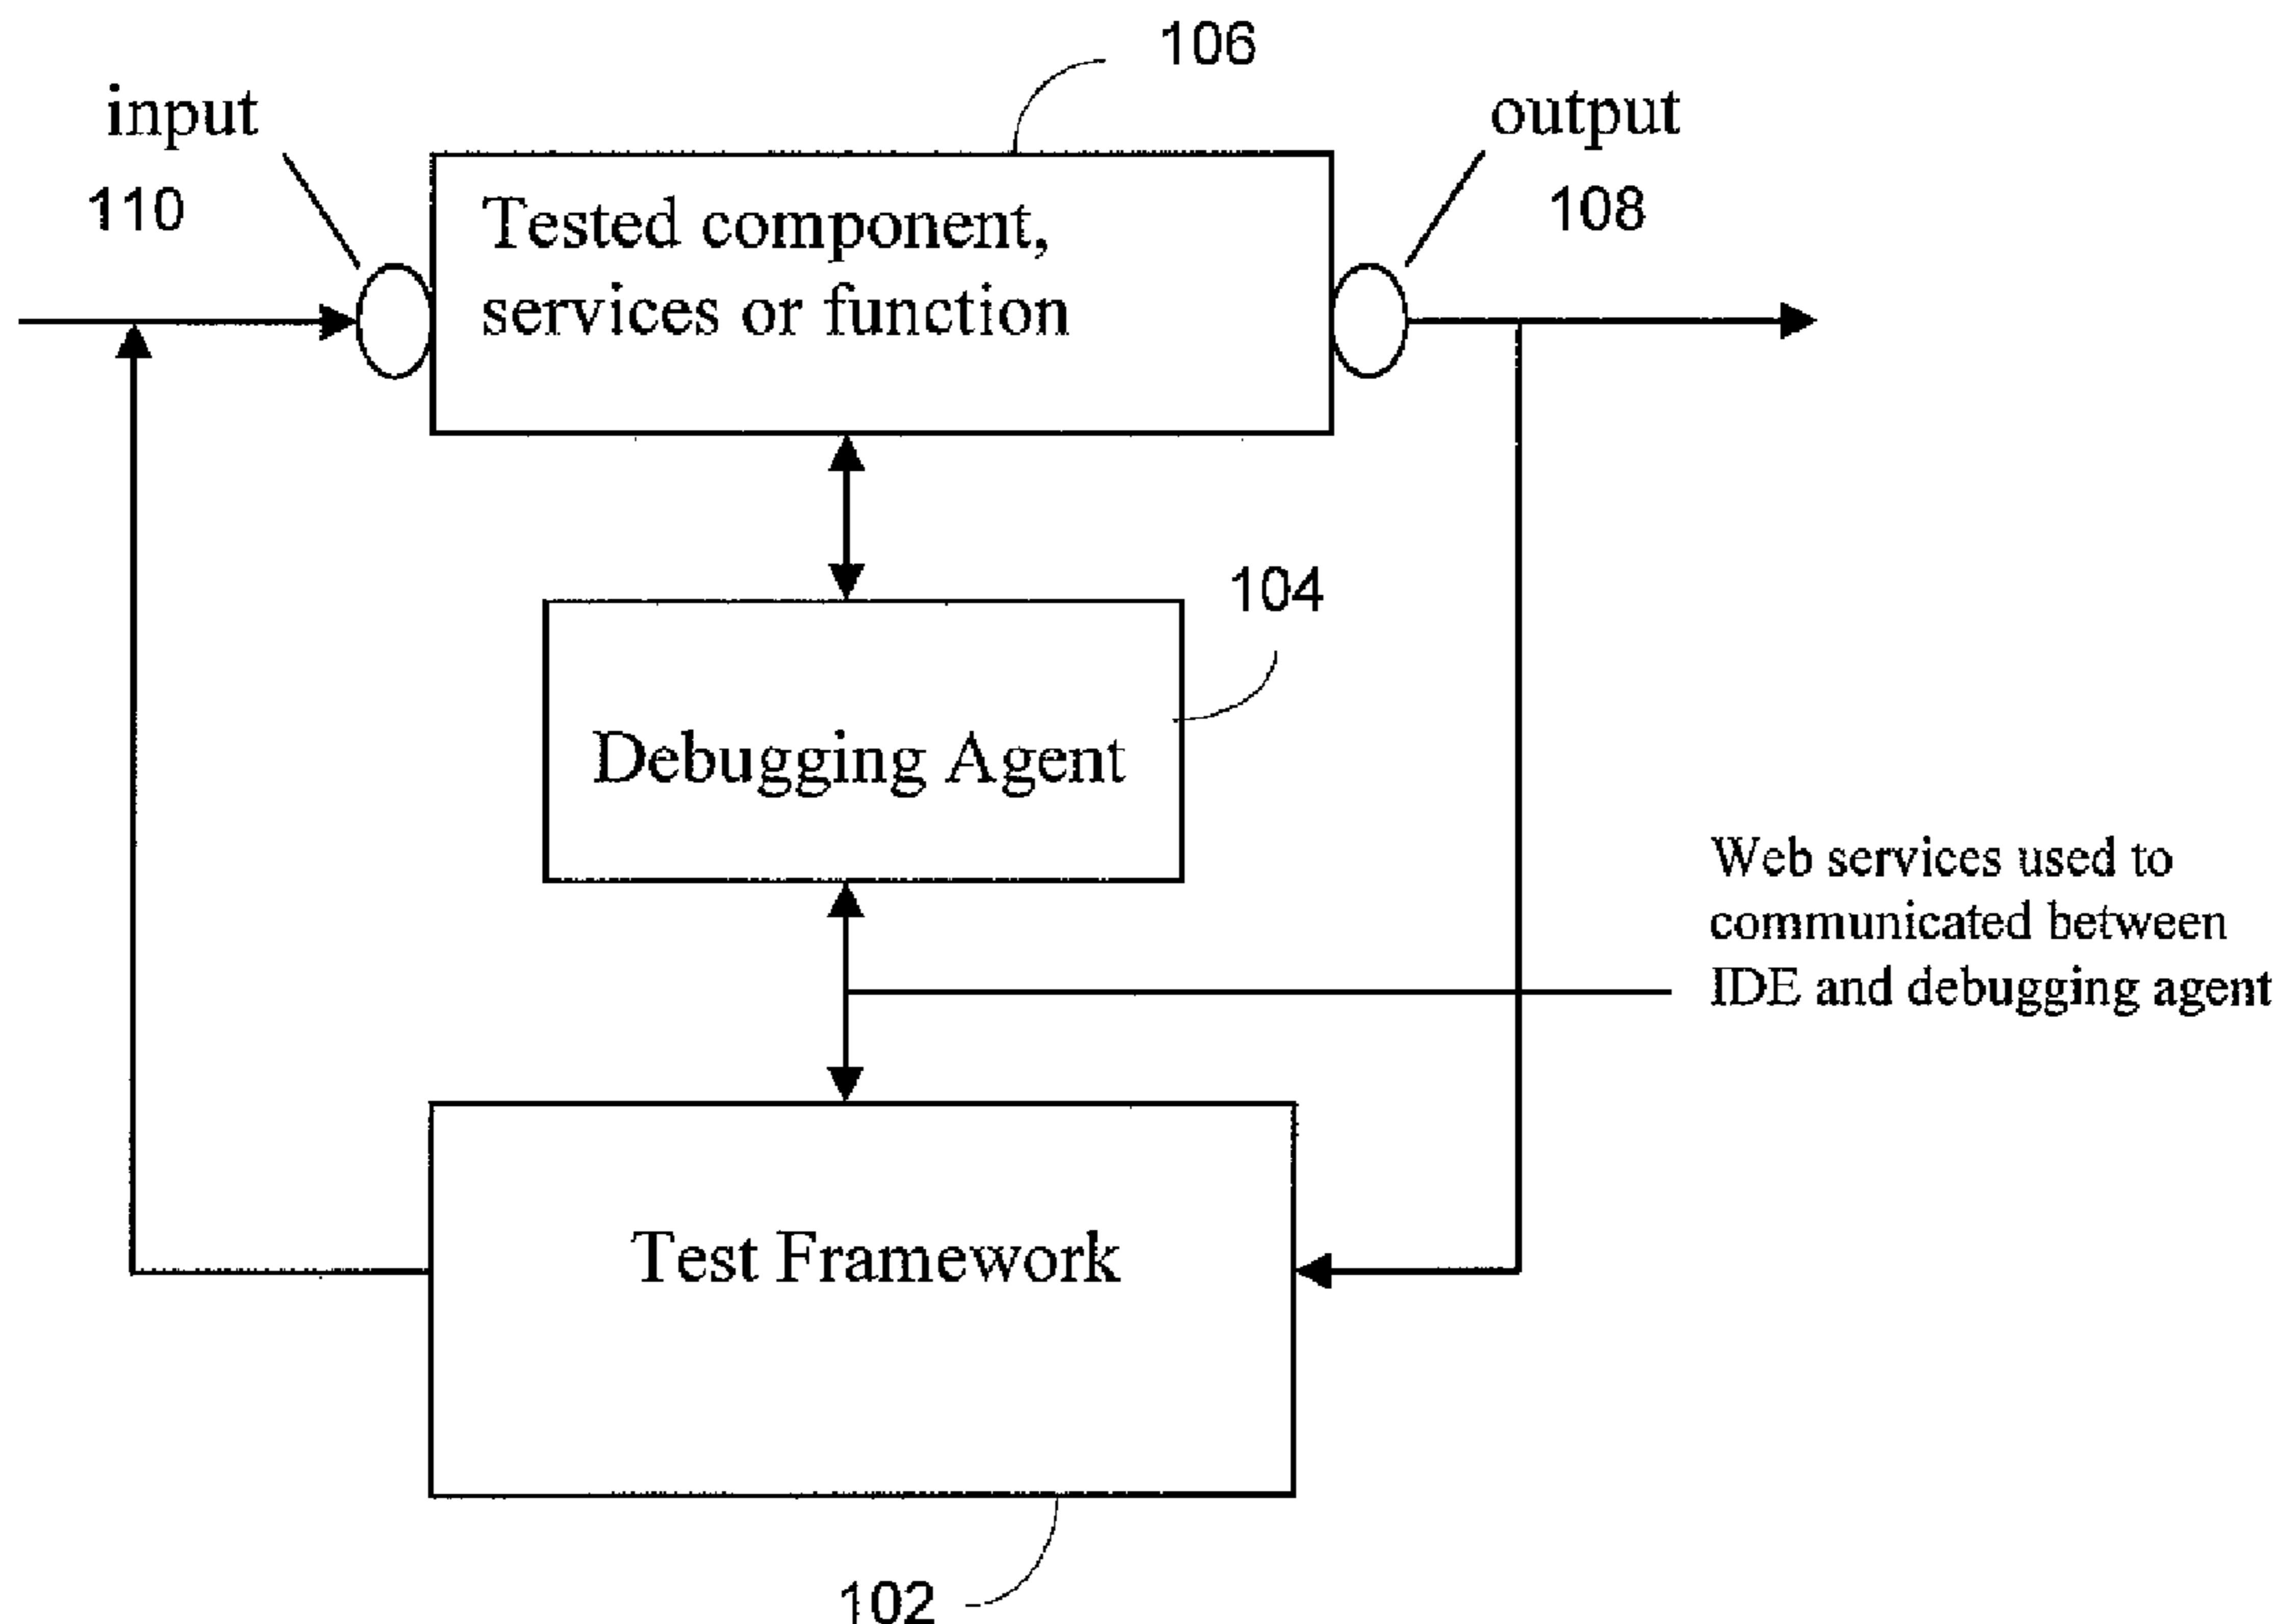 106
input
output
110
108
Tested component,
services or function
104
Debugging Agent
Web services used to
communicated between
IDE and debugging agent
Test Framework
102